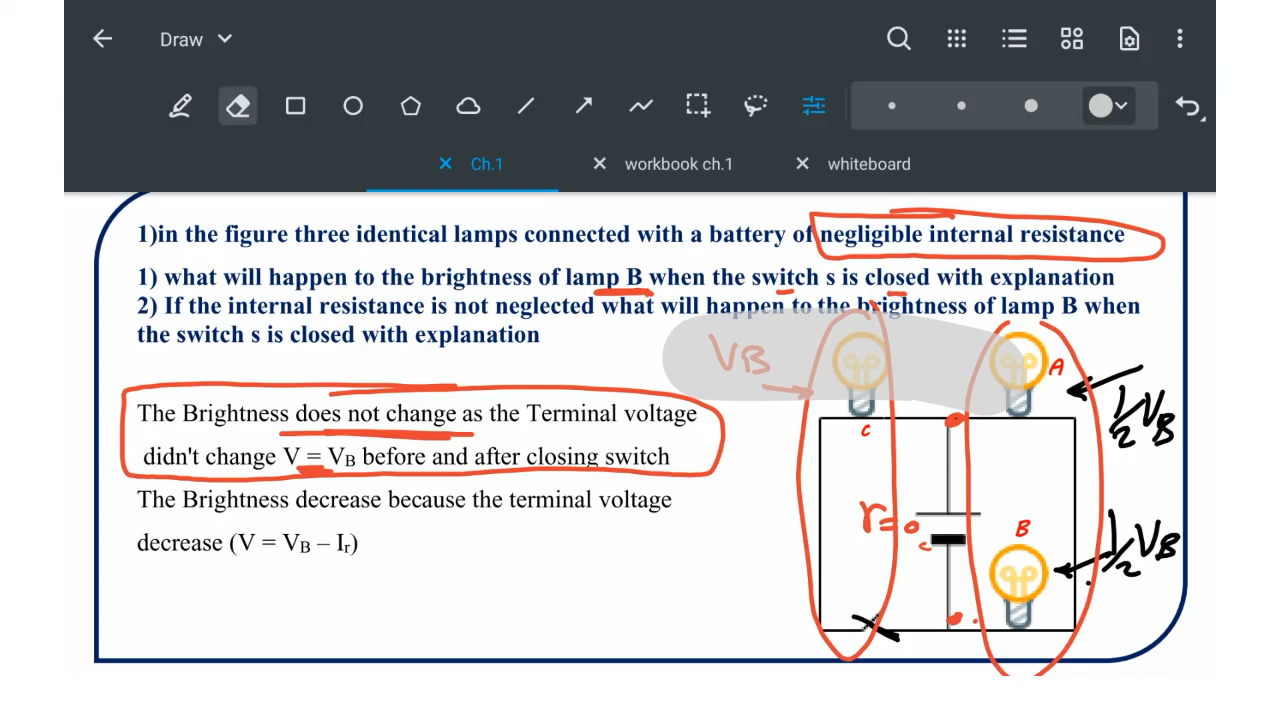 Draw
Ch.1
workbook ch.1
whiteboard
1)in the figure three identical lamps connected with a battery of negligible internal resistance
1) what will happen to the brightness of lamp B when the switch s is closed with explanation
2) If the internal resistance is not neglected what will happen to the brightness of lamp B when
the switch s is closed with explanation
VB
A
The Brightness does not change as the Terminal voltage
½VB
C
didn't change V = VB before and after closing switch
The Brightness decrease because the terminal voltage
r=0
B
decrease (V = VB – Ir)
½VB